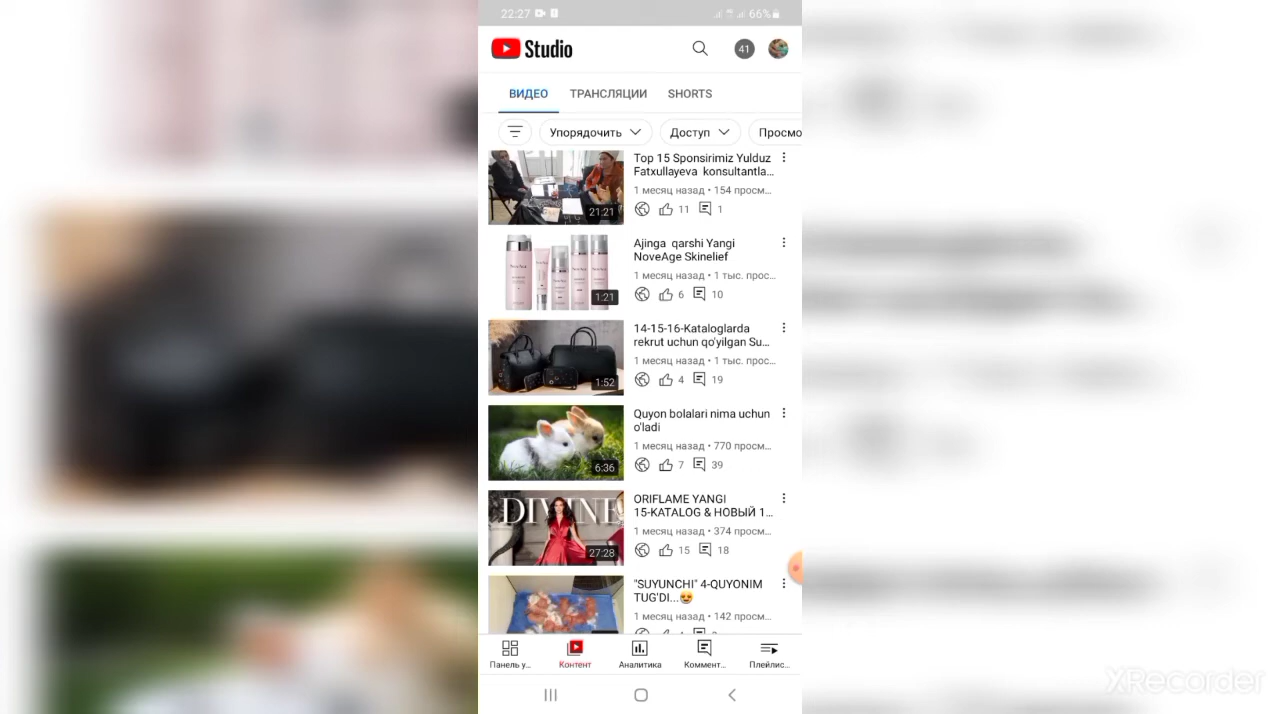 22:27
66%
Studio
41
ВИДЕО ТРАНСЛЯЦИИ SHORTS
Упорядочить Доступ Просмо
Top 15 Sponsirimiz Yulduz
Fatxullayeva konsultantla...
1 месяц назад • 154 просм...
11 1
21:21
Ajinga qarshi Yangi
NoveAge Skinelief
1 месяц назад • 1 тыс. прос...
6 10
1:21
14-15-16-Kataloglarda
rekrut uchun qo'yilgan Su...
1 месяц назад • 1 тыс. прос...
4 19
1:52
Quyon bolalari nima uchun
o'ladi
1 месяц назад • 770 просм...
7 39
6:36
DIVINE
ORIFLAME YANGI
15-KATALOG & НОВЫЙ 1...
1 месяц назад • 374 просм...
15 18
27:28
"SUYUNCHI" 4-QUYONIM
TUG'DI...😍
1 месяц назад • 142 просм...
Панель у... Контент Аналитика Коммент... Плейлис...
XRecorder